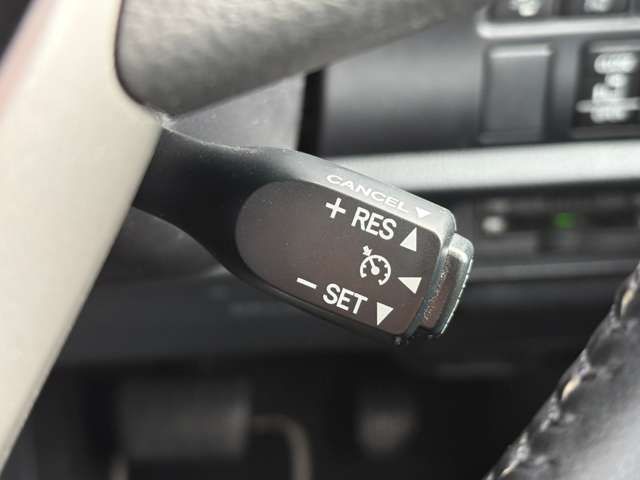 CANCEL ▼
+ RES ▲
◀
− SET ▼